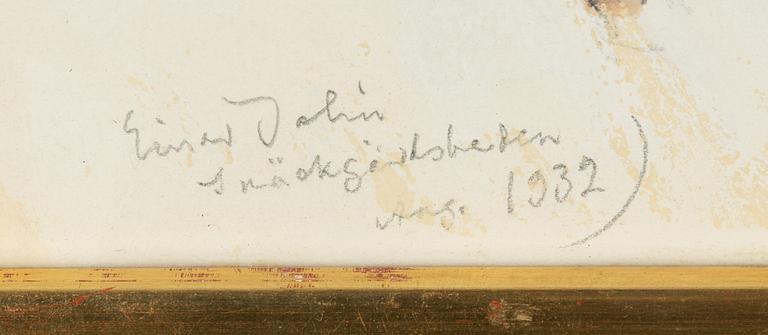 Einar Jolin
Snäckgärdsbaden
Aug. 1932)